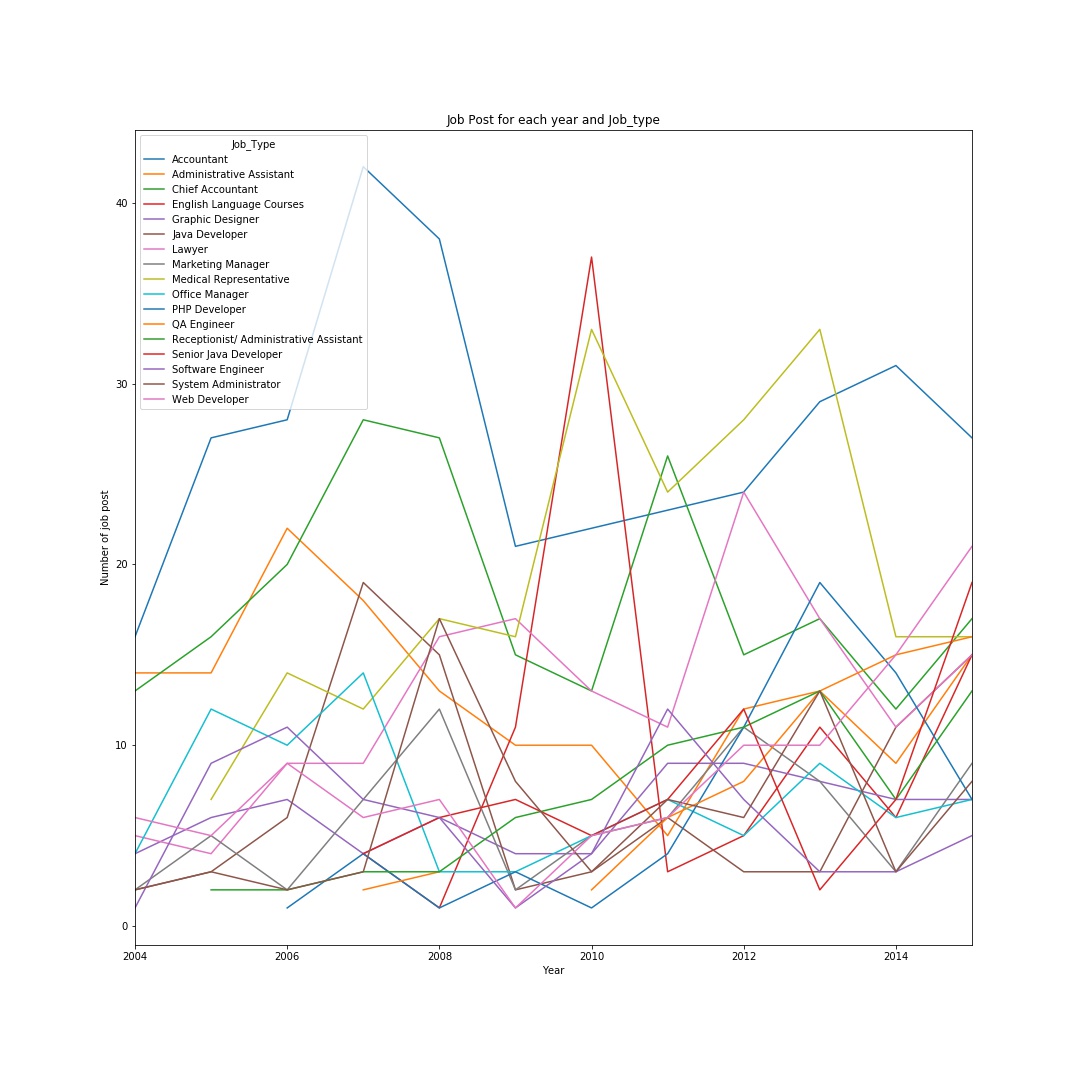 Job Post for each year and Job_type
Job_Type
Accountant
Administrative Assistant
Chief Accountant
English Language Courses
Graphic Designer
Java Developer
Lawyer
Marketing Manager
Medical Representative
Office Manager
PHP Developer
QA Engineer
Receptionist/ Administrative Assistant
Senior Java Developer
Software Engineer
System Administrator
Web Developer
40
30
20
10
0
Number of job post
2004 2006 2008 2010 2012 2014
Year